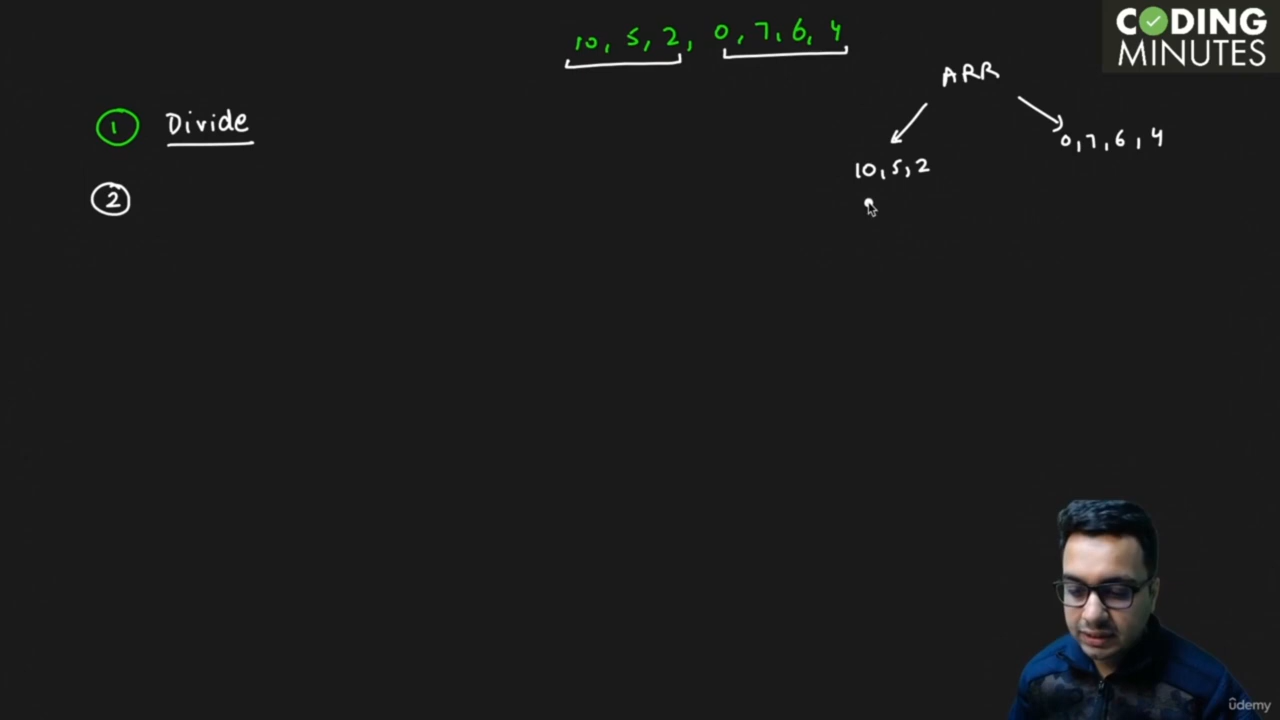 10, 5, 2, 0, 7, 6, 4
CODING
MINUTES
ARR
1 Divide
0, 7, 6, 4
10, 5, 2
2
ûdemy